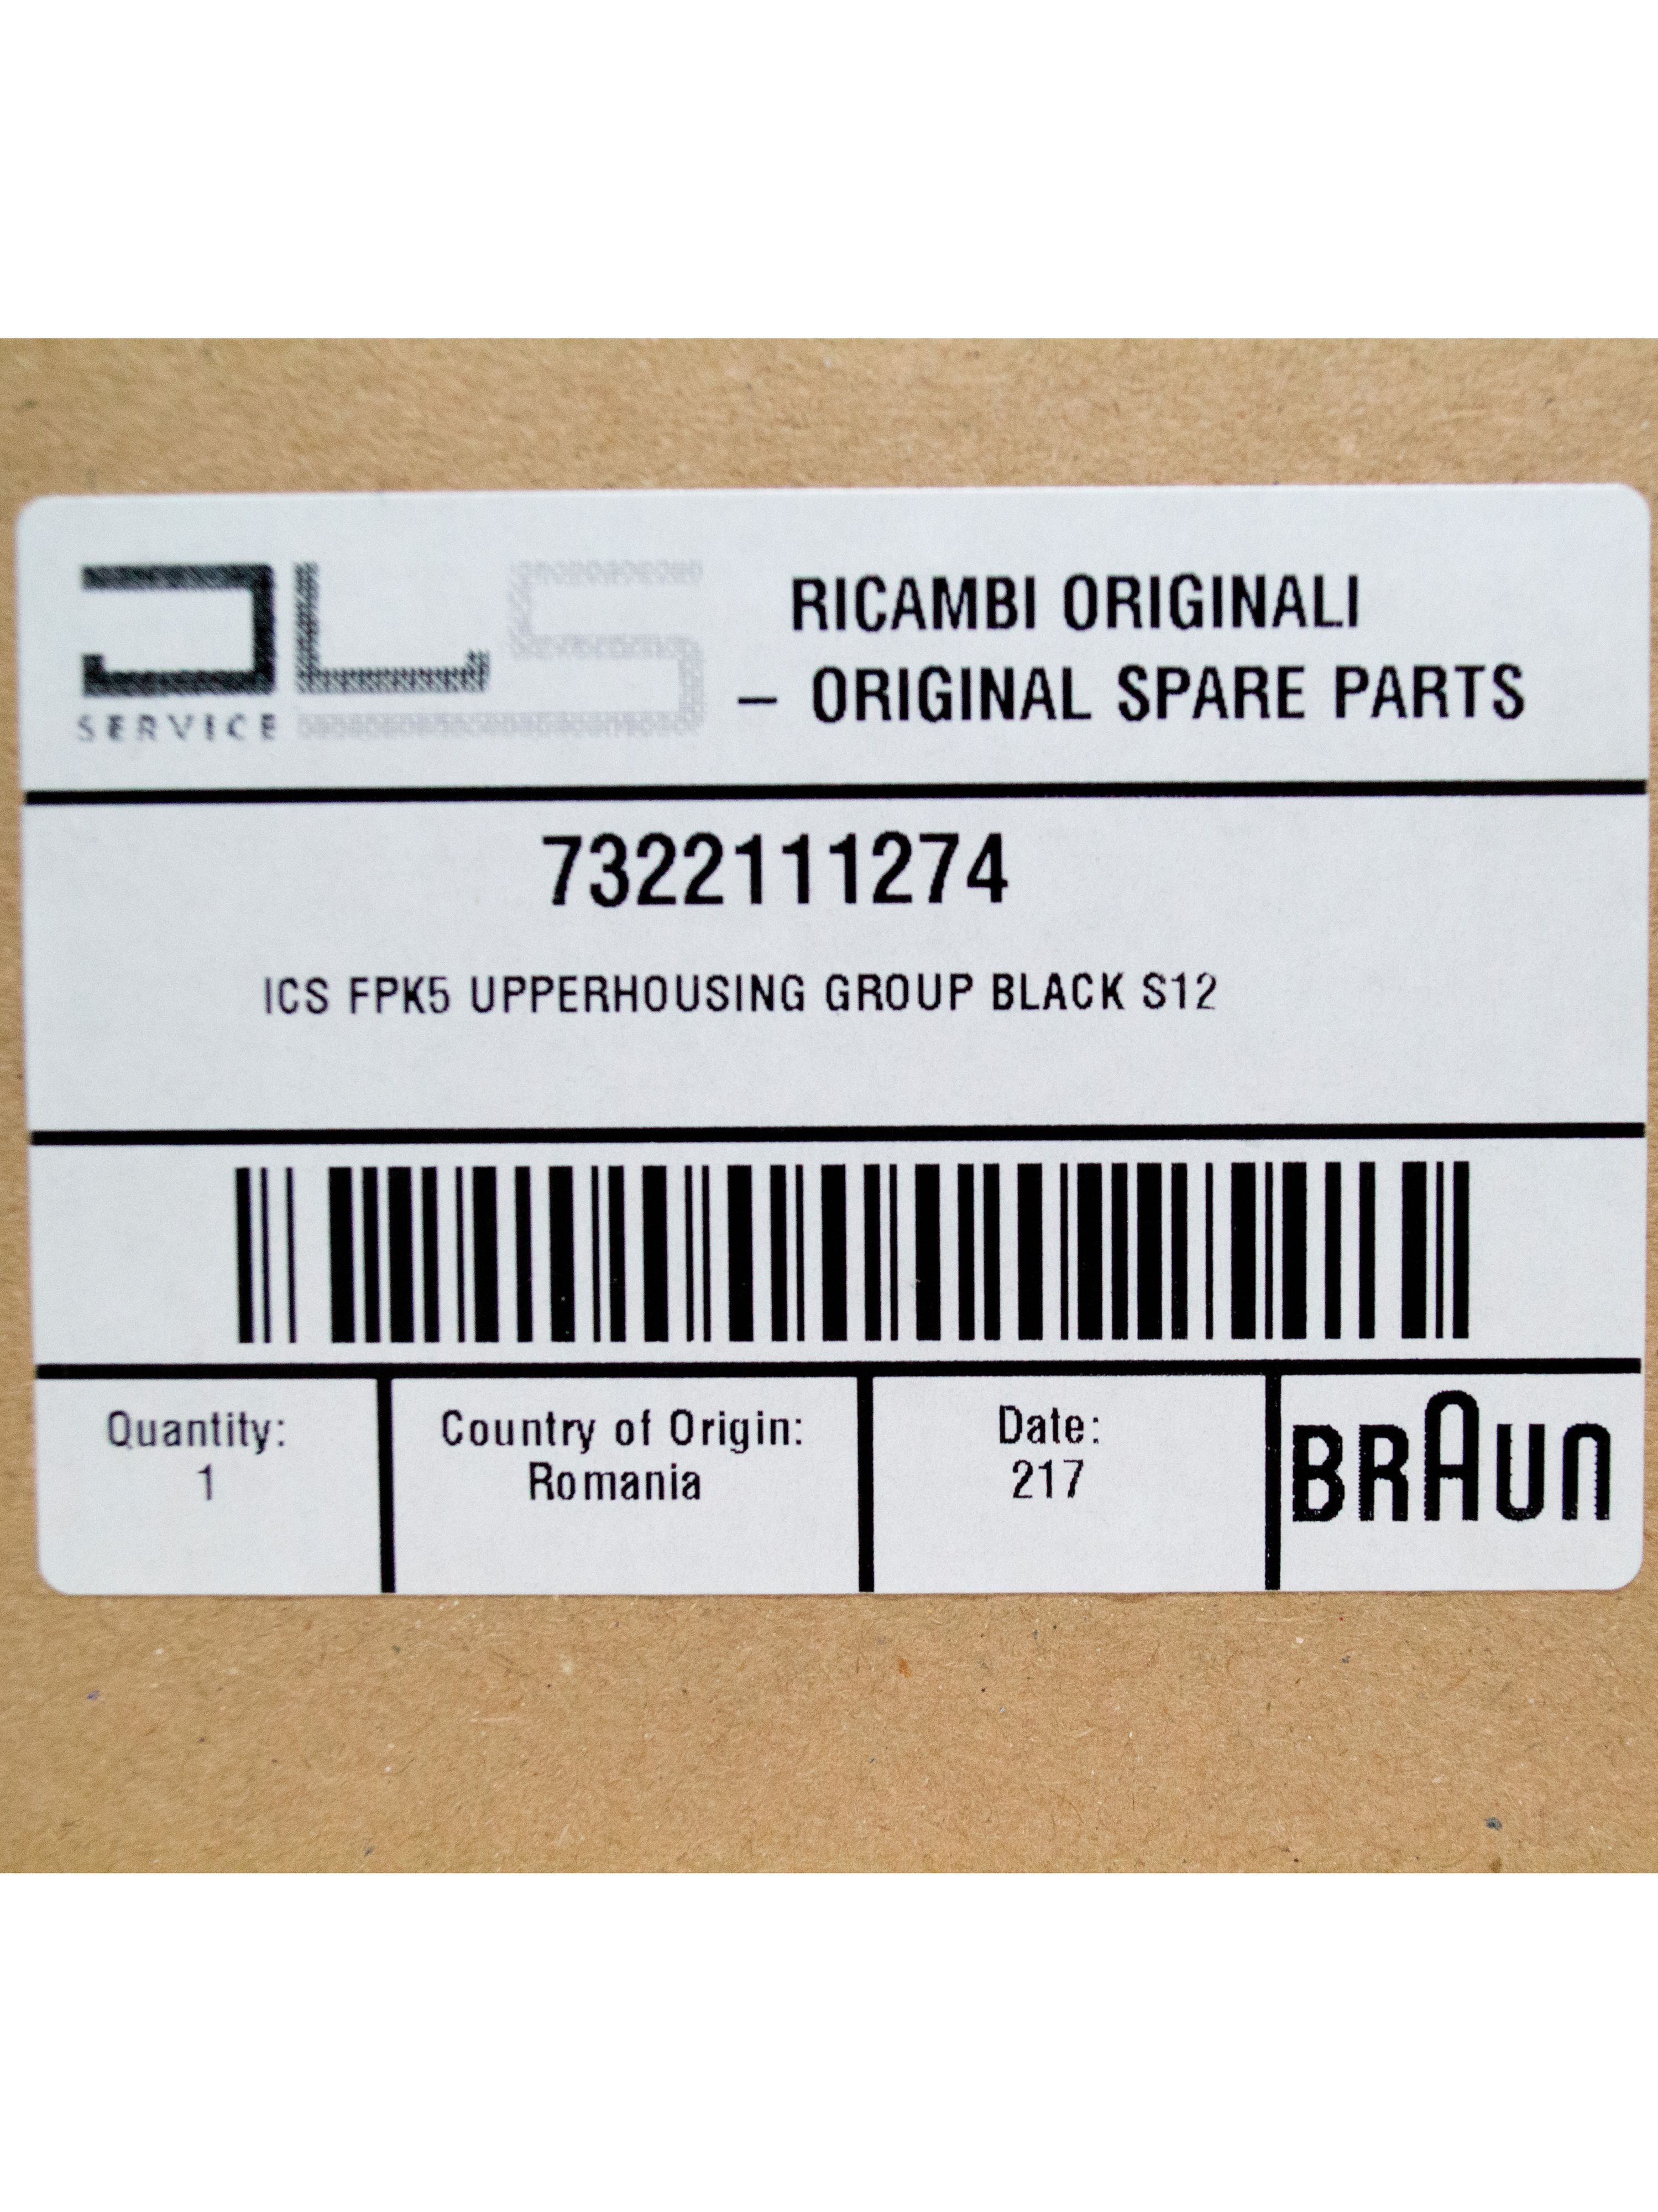 DLS
SERVICE
RICAMBI ORIGINALI
– ORIGINAL SPARE PARTS
7322111274
ICS FPK5 UPPERHOUSING GROUP BLACK S12
Quantity:
1
Country of Origin:
Romania
Date:
217
BRAUN